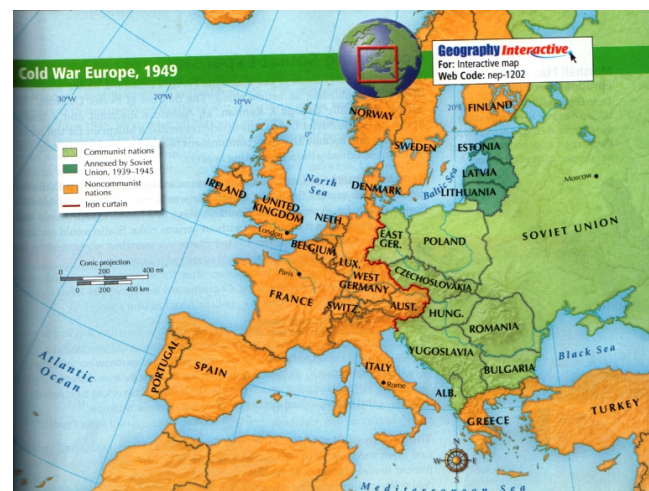 Cold War Europe, 1949
Geography Interactive
For: Interactive map
Web Code: nep-1202
30°W
20°W
10°W
0°
20°E
Communist nations
Annexed by Soviet
Union, 1939–1945
Noncommunist
nations
Iron curtain
Conic projection
0 200 400 mi
0 200 400 km
NORWAY
SWEDEN
FINLAND
ESTONIA
LATVIA
LITHUANIA
Baltic Sea
Moscow
SOVIET UNION
North
Sea
DENMARK
IRELAND
UNITED
KINGDOM
London
NETH.
BELGIUM
LUX.
EAST
GER.
POLAND
WEST
GERMANY
CZECHOSLOVAKIA
Paris
FRANCE
SWITZ.
AUST.
HUNG.
ROMANIA
YUGOSLAVIA
BULGARIA
Black Sea
Atlantic
Ocean
PORTUGAL
SPAIN
ITALY
Rome
ALB.
GREECE
TURKEY
N
W E
S
Mediterranean Sea